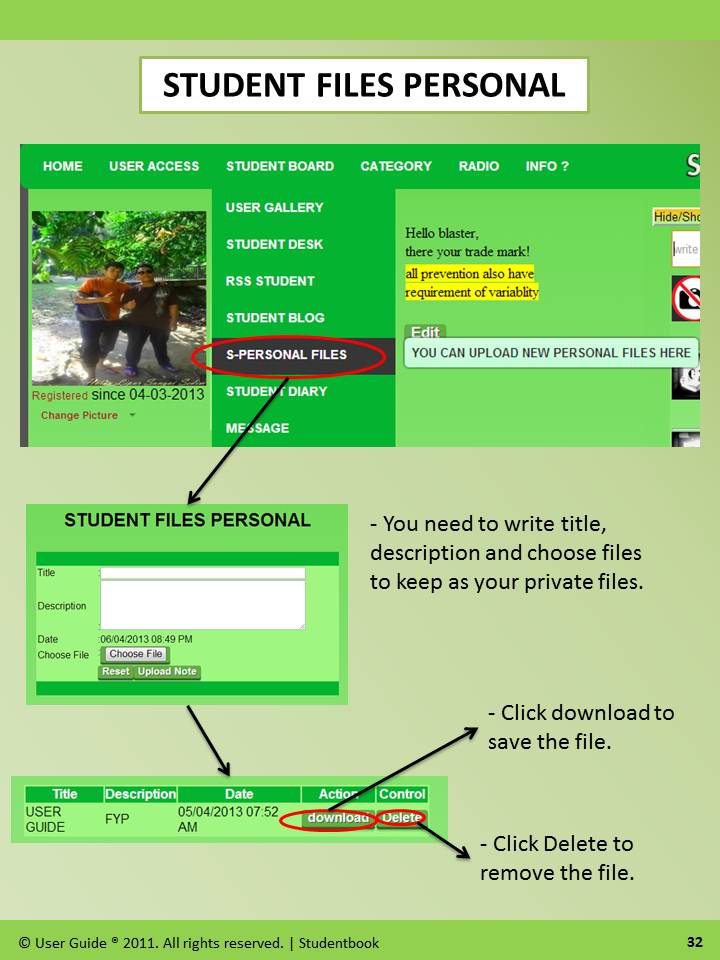 STUDENT FILES PERSONAL
HOME USER ACCESS STUDENT BOARD CATEGORY RADIO INFO ? S
USER GALLERY
STUDENT DESK
RSS STUDENT
STUDENT BLOG
S-PERSONAL FILES
STUDENT DIARY
MESSAGE
Registered since 04-03-2013
Change Picture
Hello blaster,
there your trade mark!
all prevention also have
requirement of variablity
Edit
YOU CAN UPLOAD NEW PERSONAL FILES HERE
Hide/Sho
write
STUDENT FILES PERSONAL
Title :
Description :
Date :06/04/2013 08:49 PM
Choose File : Choose File
Reset Upload Note
- You need to write title,
description and choose files
to keep as your private files.
- Click download to
save the file.
Title Description Date Action Control
USER GUIDE FYP 05/04/2013 07:52 AM download Delete
- Click Delete to
remove the file.
© User Guide ® 2011. All rights reserved. | Studentbook
32